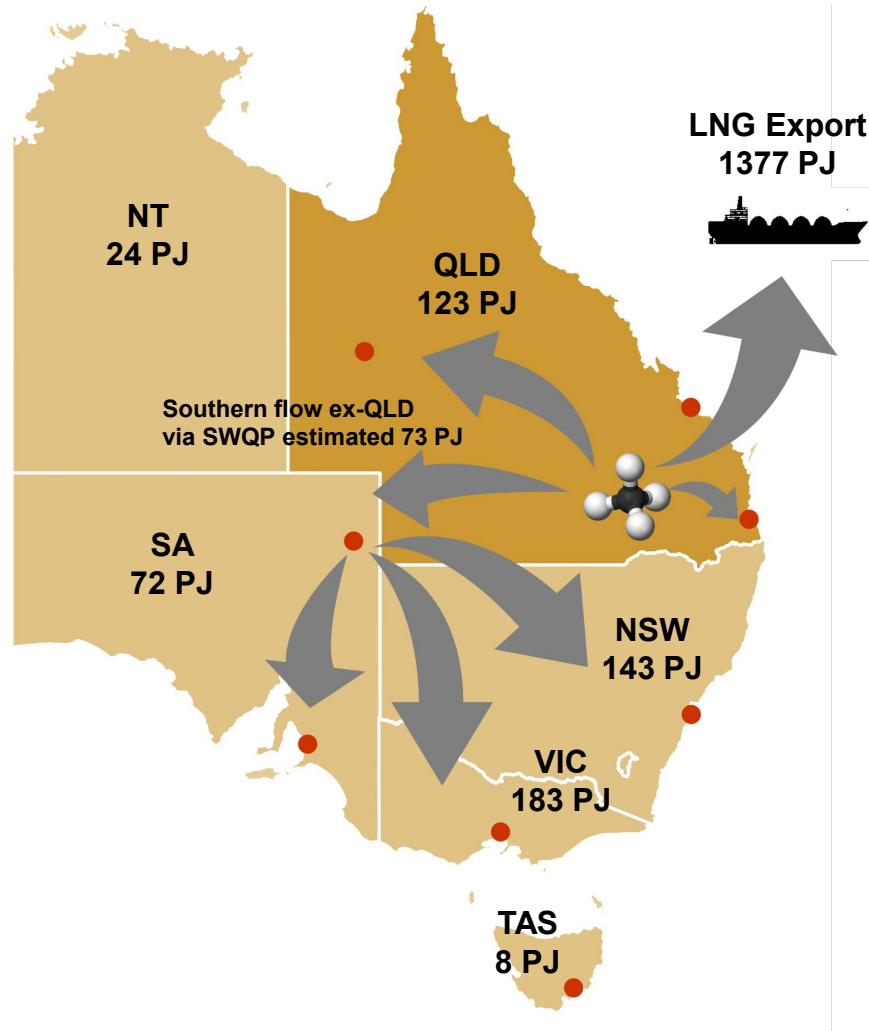 LNG Export
1377 PJ
NT
24 PJ
QLD
123 PJ
Southern flow ex-QLD
via SWQP estimated 73 PJ
SA
72 PJ
NSW
143 PJ
VIC
183 PJ
TAS
8 PJ